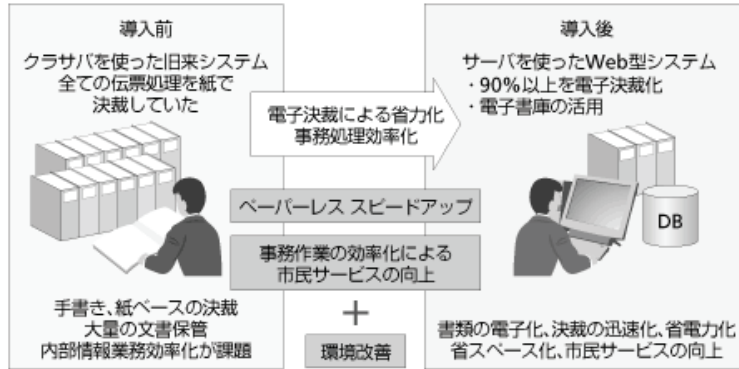 導入前
クラサバを使った旧来システム
全ての伝票処理を紙で
決裁していた
手書き、紙ベースの決裁
大量の文書保管
内部情報業務効率化が課題
電子決裁による省力化
事務処理効率化
ペーパーレス スピードアップ
事務作業の効率化による
市民サービスの向上
+
環境改善
導入後
サーバを使ったWeb型システム
・90%以上を電子決裁化
・電子書庫の活用
DB
書類の電子化、決裁の迅速化、省電力化
省スペース化、市民サービスの向上